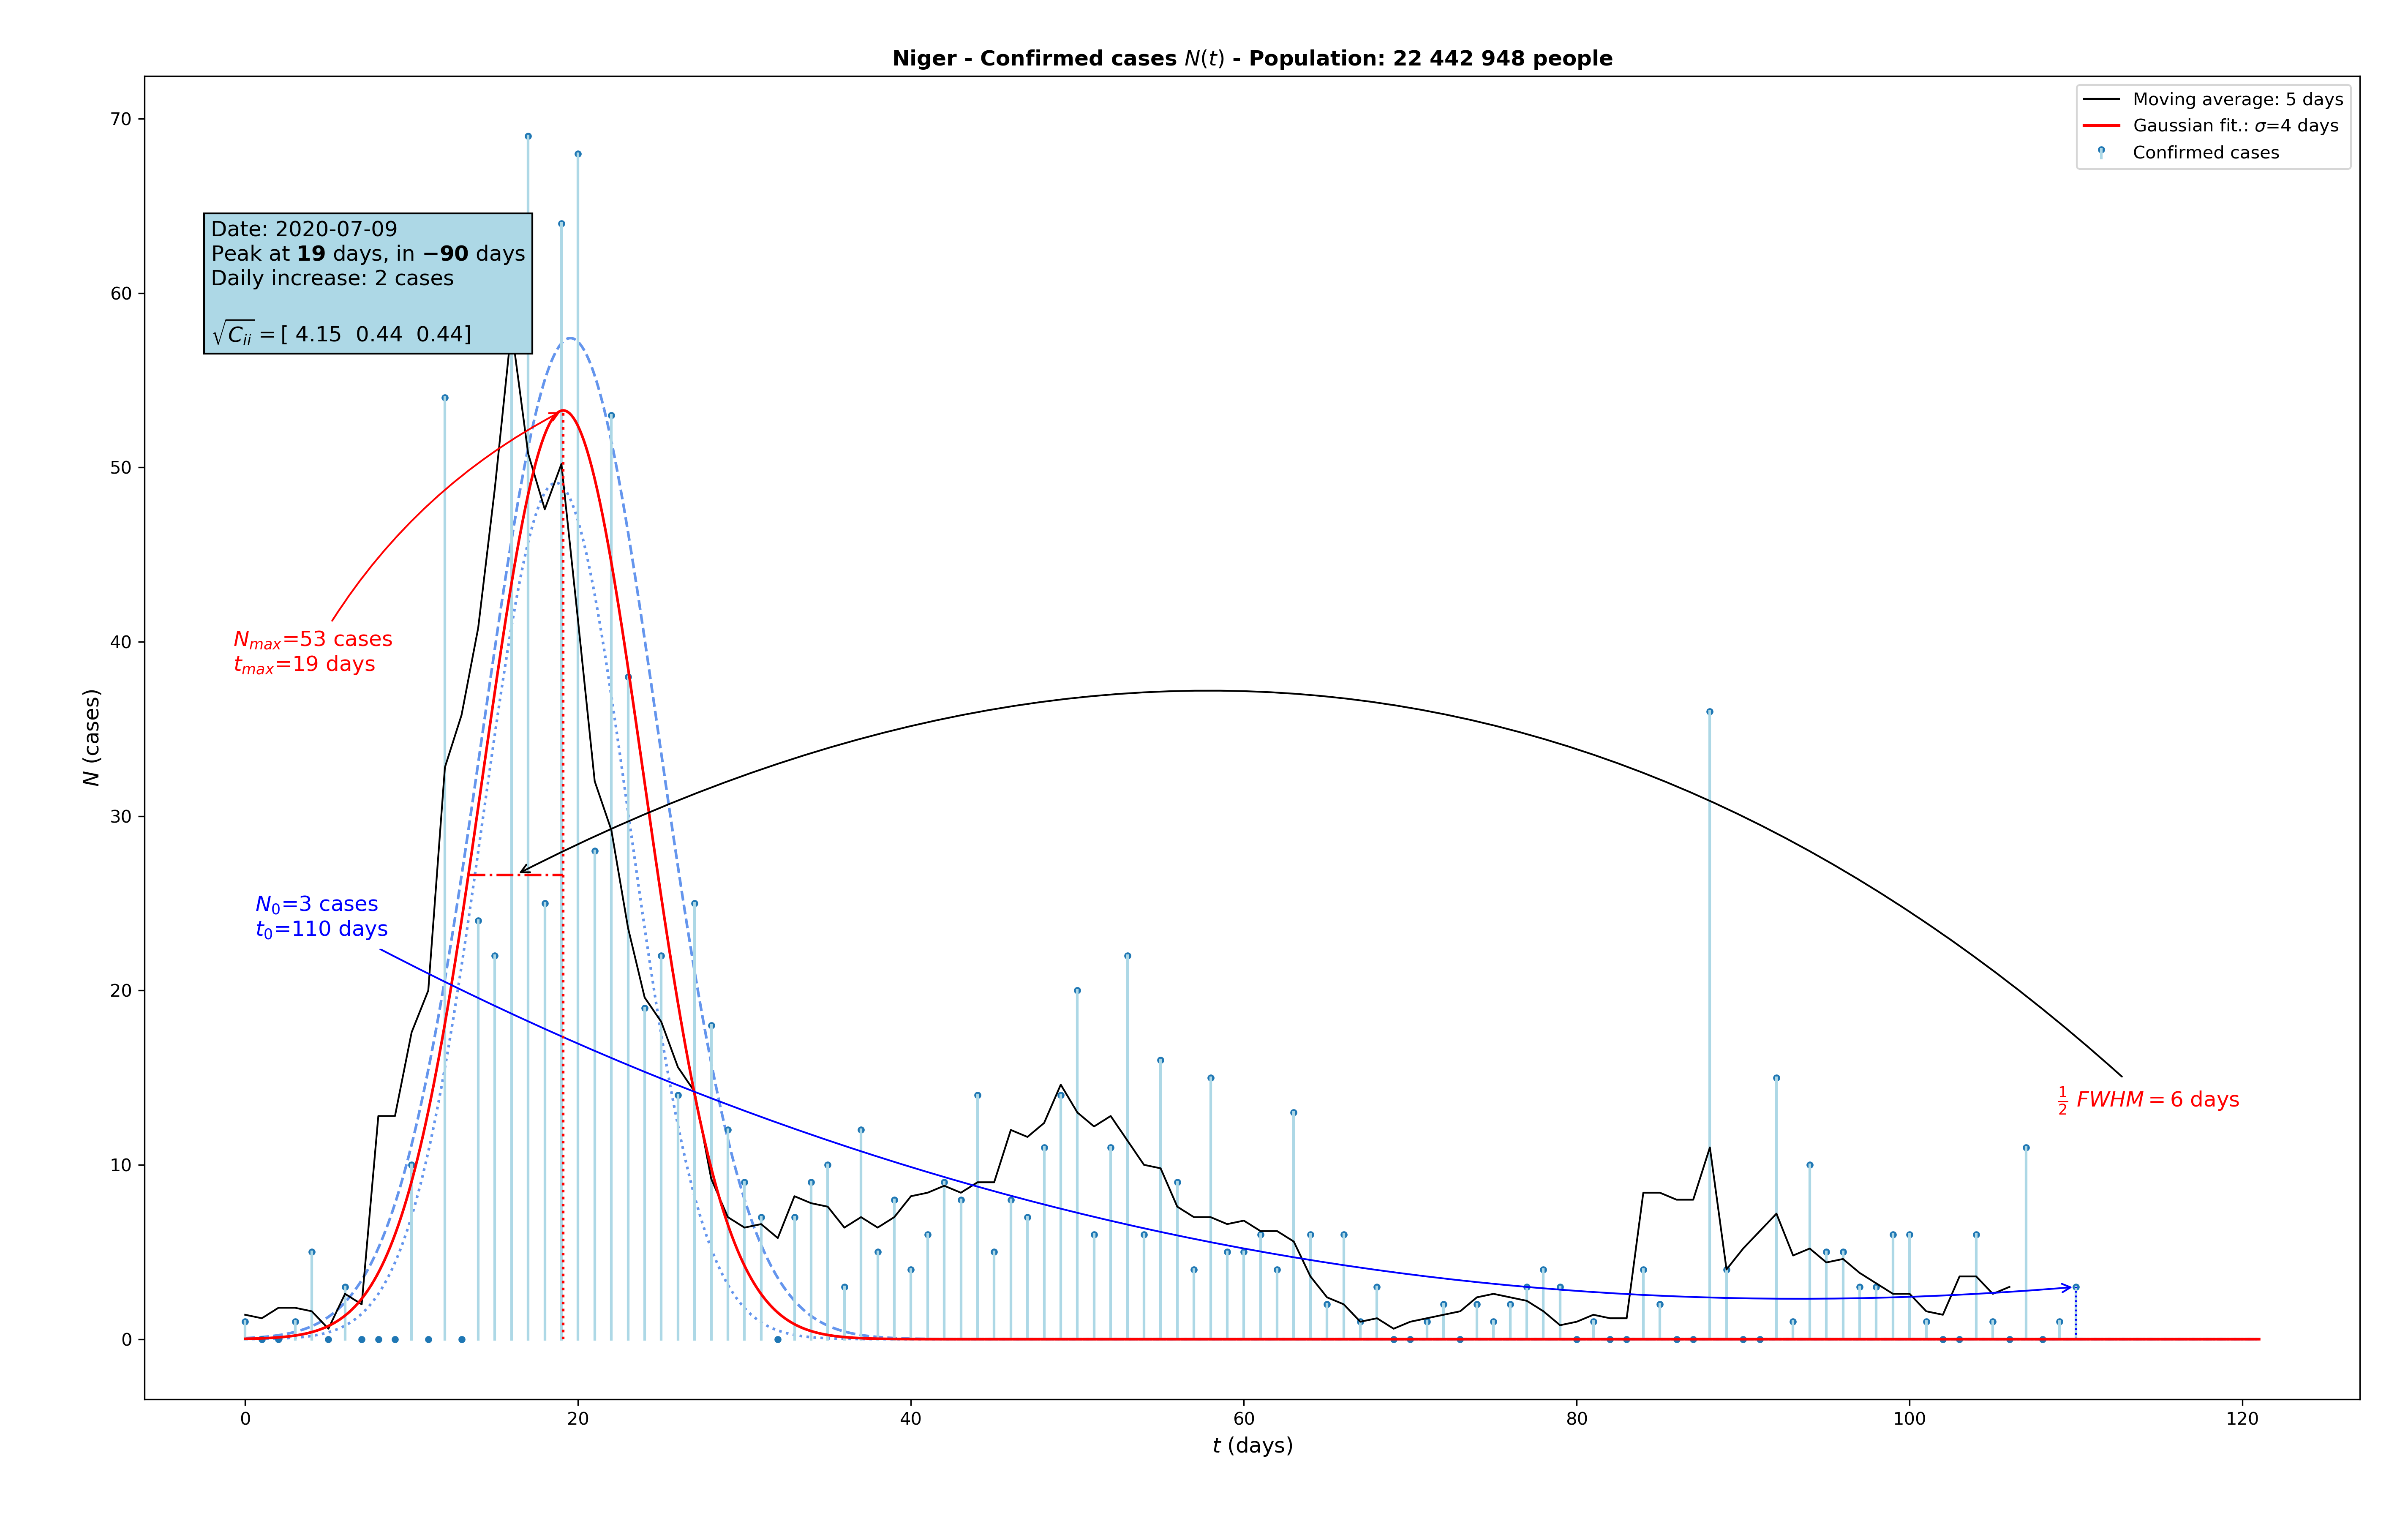 Niger - Confirmed cases N(t) - Population: 22 442 948 people
Moving average: 5 days
Gaussian fit.: σ=4 days
Confirmed cases
Date: 2020-07-09
Peak at 19 days, in −90 days
Daily increase: 2 cases
√C_ii = [ 4.15 0.44 0.44]
N_max=53 cases
t_max=19 days
N_0=3 cases
t_0=110 days
½ FWHM = 6 days
N (cases)
70
60
50
40
30
20
10
0
0 20 40 60 80 100 120
t (days)